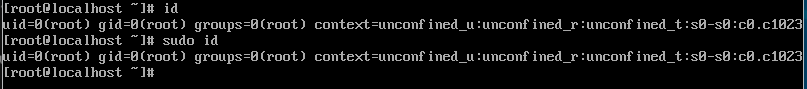 [root@localhost ~]# id
uid=0(root) gid=0(root) groups=0(root) context=unconfined_u:unconfined_r:unconfined_t:s0-s0:c0.c1023
[root@localhost ~]# sudo id
uid=0(root) gid=0(root) groups=0(root) context=unconfined_u:unconfined_r:unconfined_t:s0-s0:c0.c1023
[root@localhost ~]#